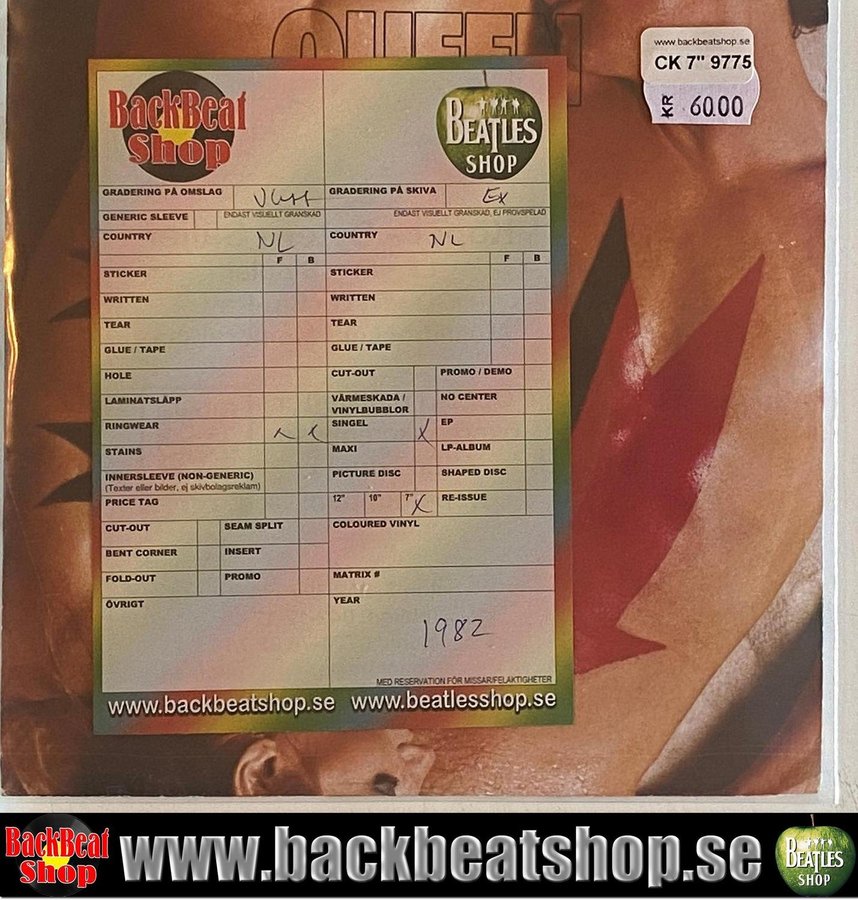 QUEEN
www.backbeatshop.se
CK 7" 9775
KR 60.00
BackBeat Shop
BEATLES SHOP
GRADERING PÅ OMSLAG
GRADERING PÅ SKIVA Ex
GENERIC SLEEVE ENDAST VISUELLT GRANSKAD
ENDAST VISUELLT GRANSKAD, EJ PROVSPELAD
COUNTRY NL
COUNTRY NL
F B
F B
STICKER
STICKER
WRITTEN
WRITTEN
TEAR
TEAR
GLUE / TAPE
GLUE / TAPE
HOLE
CUT-OUT PROMO / DEMO
LAMINATSLÄPP
VÄRMESKADA / VINYLBUBBLOR NO CENTER
RINGWEAR
SINGEL X EP
STAINS
MAXI LP-ALBUM
INNERSLEEVE (NON-GENERIC)
(Texter eller bilder, ej skivbolagsreklam)
PICTURE DISC SHAPED DISC
PRICE TAG
12" 10" 7" X RE-ISSUE
CUT-OUT SEAM SPLIT
COLOURED VINYL
BENT CORNER INSERT
FOLD-OUT PROMO
MATRIX #
ÖVRIGT
YEAR
1982
MED RESERVATION FÖR MISSAR/FELAKTIGHETER
www.backbeatshop.se www.beatlesshop.se
BackBeat Shop
www.backbeatshop.se
BEATLES SHOP